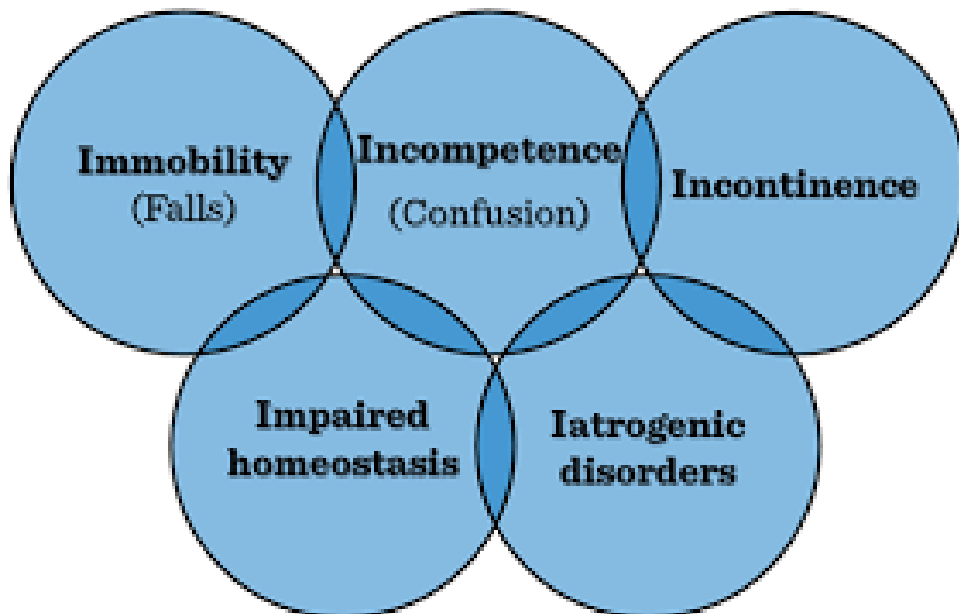 Immobility
(Falls)
Incompetence
(Confusion)
Incontinence
Impaired
homeostasis
Iatrogenic
disorders